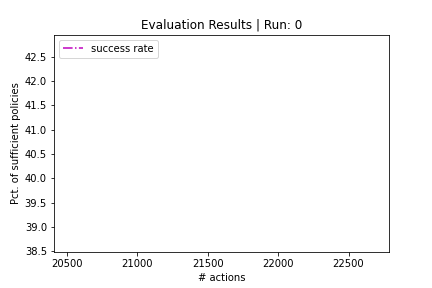 Evaluation Results | Run: 0
success rate
Pct. of sufficient policies
42.5
42.0
41.5
41.0
40.5
40.0
39.5
39.0
38.5
20500 21000 21500 22000 22500
# actions